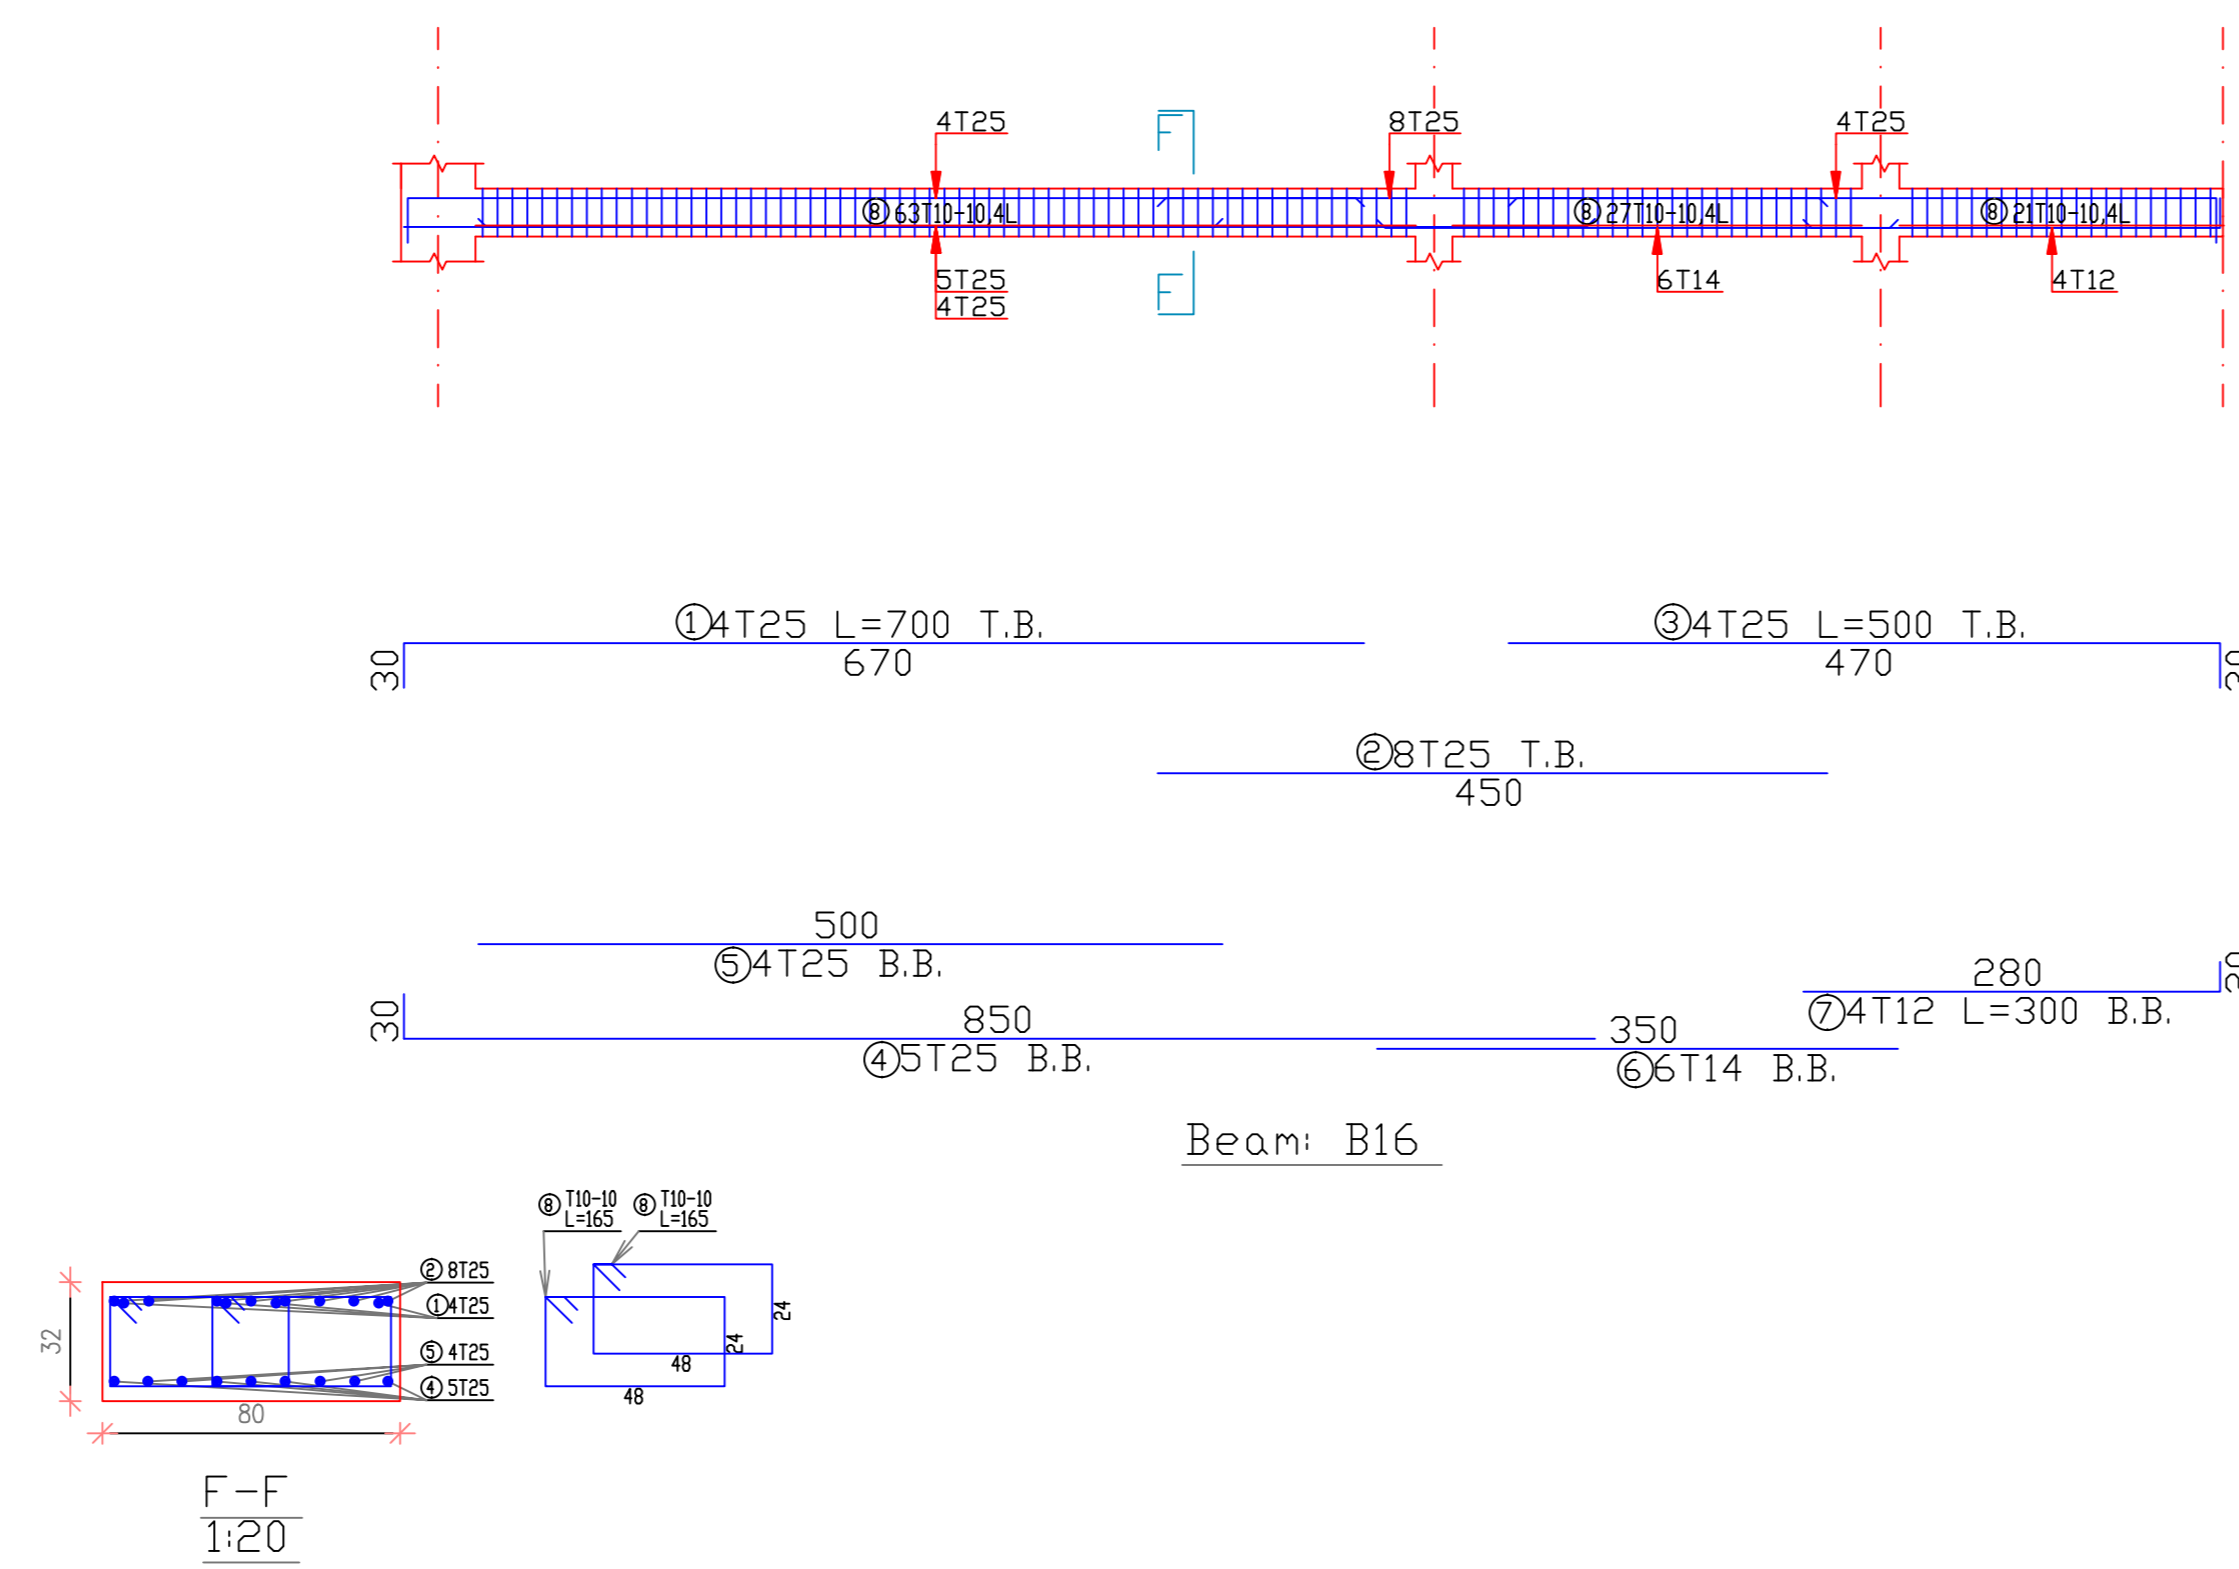 4T25
8T25
4T25
F
⑧ 63T10-10,4L
⑧ 27T10-10,4L
⑧ 21T10-10,4L
5T25
4T25
F
6T14
4T12
①4T25 L=700 T.B.
30
670
③4T25 L=500 T.B.
470
②8T25 T.B.
450
500
⑤4T25 B.B.
280
⑦4T12 L=300 B.B.
30
850
④5T25 B.B.
350
⑥6T14 B.B.
Beam: B16
⑧ T10-10
L=165
⑧ T10-10
L=165
② 8T25
①4T25
⑤ 4T25
④ 5T25
32
80
24
48
24
48
F-F
1:20